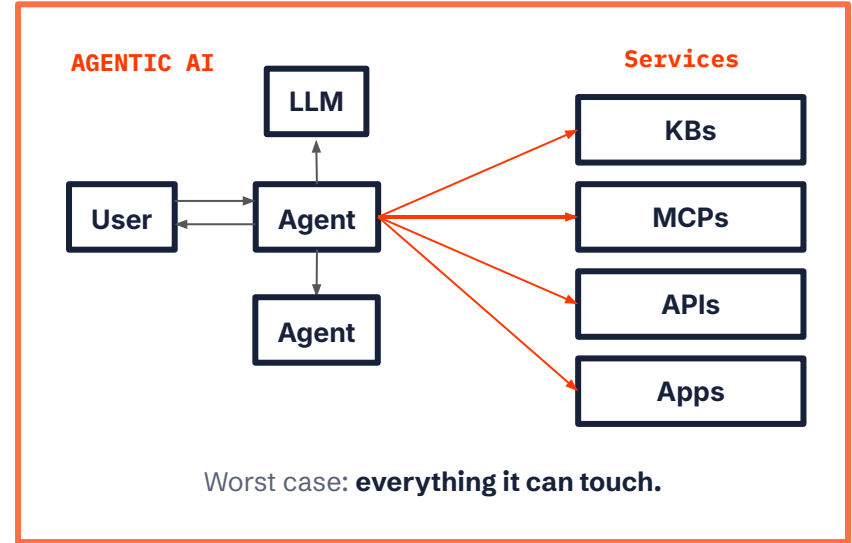 AGENTIC AI
Services
LLM
KBs
User
Agent
MCPs
APIs
Agent
Apps
Worst case: everything it can touch.